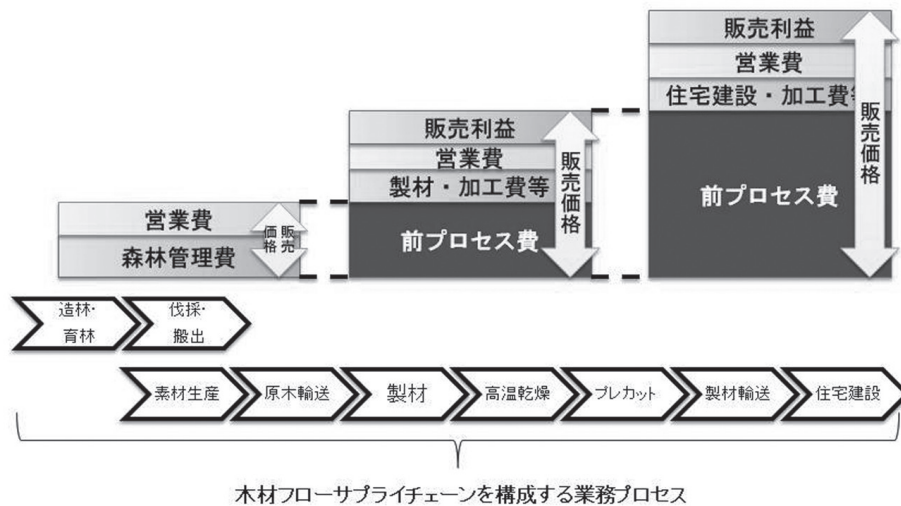 販売利益
営業費
住宅建設・加工費等
前プロセス費
販売価格
販売利益
営業費
製材・加工費等
前プロセス費
販売価格
営業費
森林管理費
販売
価格
造林・
育林
伐採・
搬出
素材生産
原木輸送
製材
高温乾燥
プレカット
製材輸送
住宅建設
木材フローサプライチェーンを構成する業務プロセス